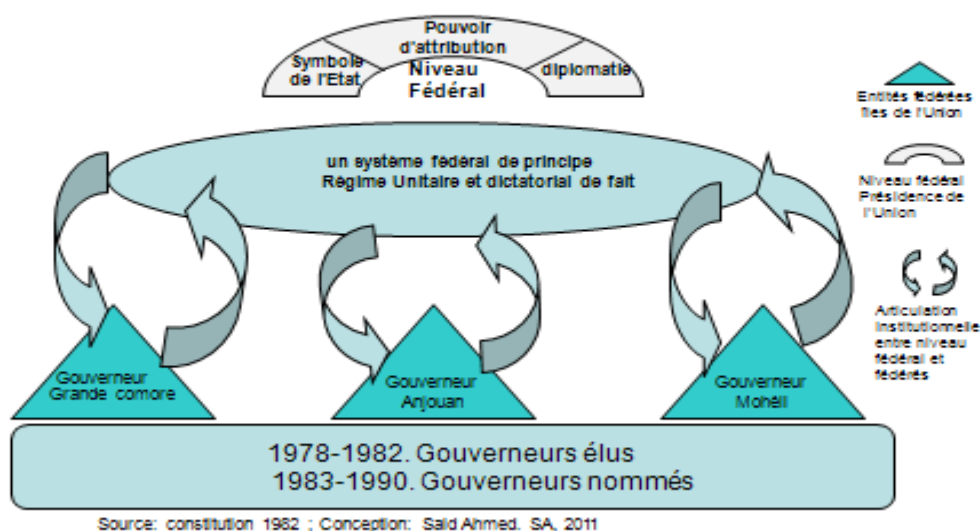 Pouvoir
d'attribution
Symbole
de l'Etat
diplomatie
Niveau
Fédéral
un système fédéral de principe
Régime Unitaire et dictatorial de fait
Gouverneur
Grande comore
Gouverneur
Anjouan
Gouverneur
Mohéli
1978-1982. Gouverneurs élus
1983-1990. Gouverneurs nommés
Source: constitution 1982 ; Conception: Said Ahmed. SA, 2011
Entités fédérées
îles de l'Union
Niveau fédéral
Présidence de
l'Union
Articulation
Institutionnelle
entre niveau
fédéral et
fédérés